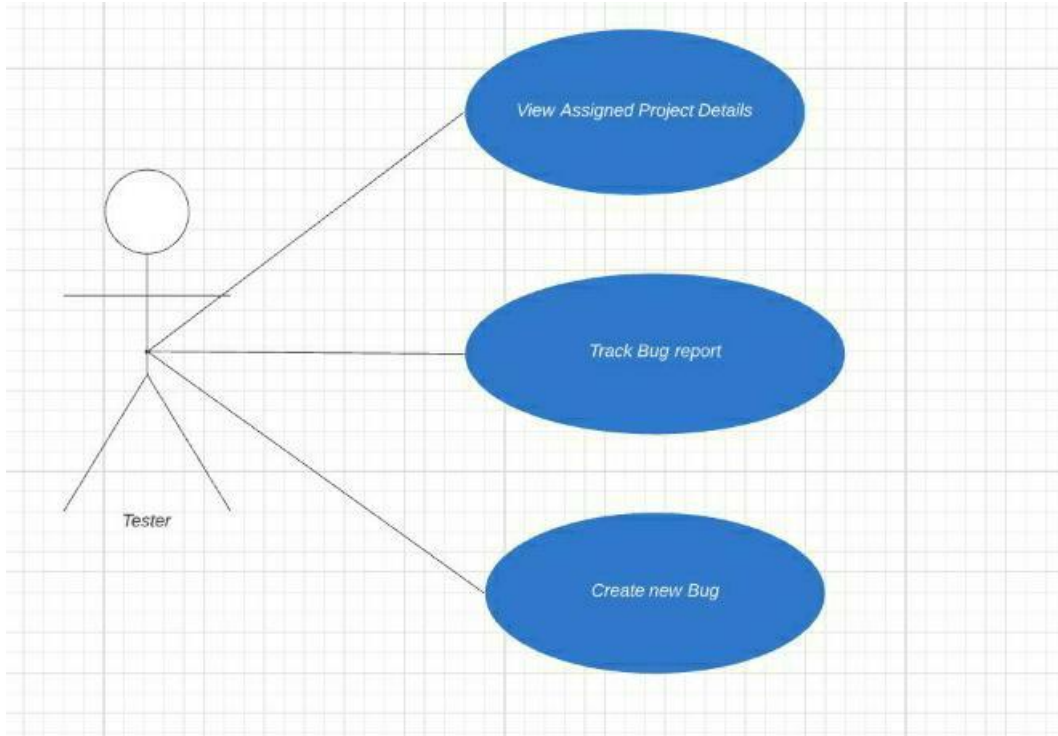 View Assigned Project Details
Track Bug report
Tester
Create new Bug